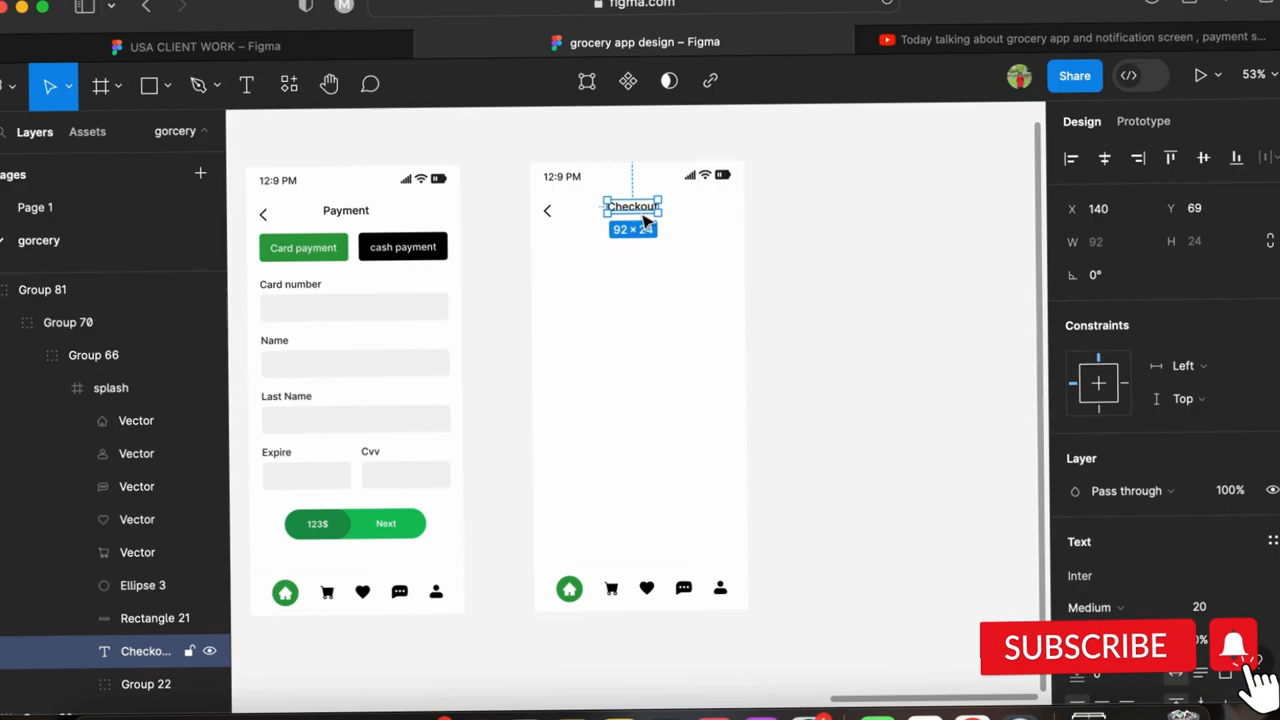 figma.com
USA CLIENT WORK – Figma
grocery app design – Figma
Today talking about grocery app and notification screen , payment s...
Share
53%
Layers
Assets
gorcery
Design
Prototype
ages
Page 1
gorcery
Group 81
Group 70
Group 66
splash
Vector
Vector
Vector
Vector
Vector
Ellipse 3
Rectangle 21
Checko...
Group 22
12:9 PM
Payment
Card payment
cash payment
Card number
Name
Last Name
Expire
Cvv
123$
Next
12:9 PM
Checkout
92 × 24
X 140
Y 69
W 92
H 24
0°
Constraints
Left
Top
Layer
Pass through
100%
Text
Inter
Medium
20
SUBSCRIBE